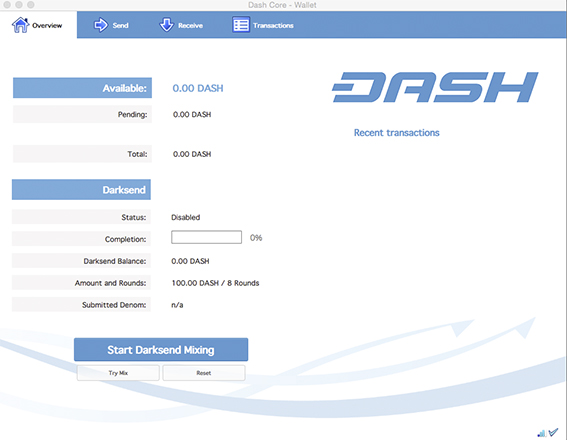 Dash Core - Wallet
Overview Send Receive Transactions
Available: 0.00 DASH
DASH
Pending: 0.00 DASH
Recent transactions
Total: 0.00 DASH
Darksend
Status: Disabled
Completion: 0%
Darksend Balance: 0.00 DASH
Amount and Rounds: 100.00 DASH / 8 Rounds
Submitted Denom: n/a
Start Darksend Mixing
Try Mix Reset